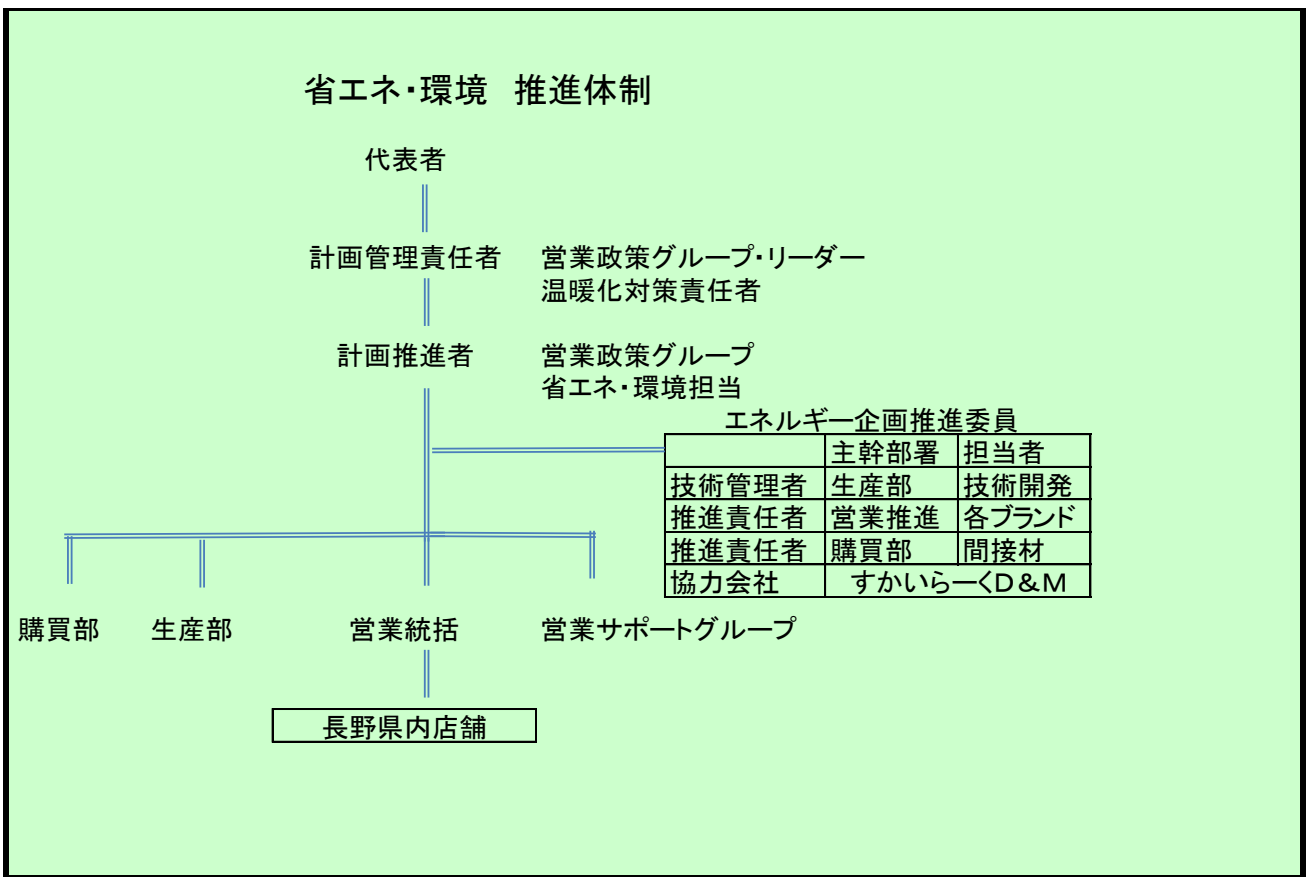 省エネ・環境　推進体制
代表者
計画管理責任者　営業政策グループ・リーダー
温暖化対策責任者
計画推進者　営業政策グループ
省エネ・環境担当
エネルギー企画推進委員
主幹部署　担当者
技術管理者　生産部　技術開発
推進責任者　営業推進　各ブランド
推進責任者　購買部　間接材
協力会社　すかいらーくＤ＆Ｍ
購買部　生産部　営業統括　営業サポートグループ
長野県内店舗